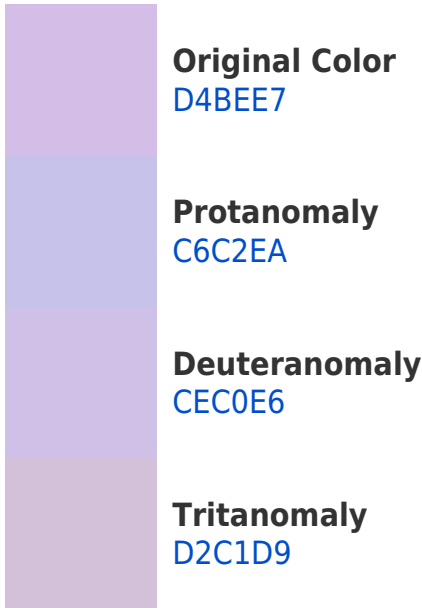 Original Color
D4BEE7
Protanomaly
C6C2EA
Deuteranomaly
CEC0E6
Tritanomaly
D2C1D9